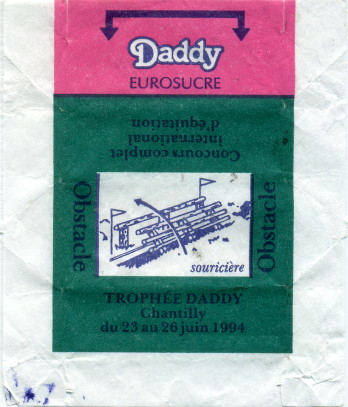 Daddy
EUROSUCRE
Concours complet
international
d'équitation
Obstacle
Obstacle
souricière
TROPHÉE DADDY
Chantilly
du 23 au 26 juin 1994